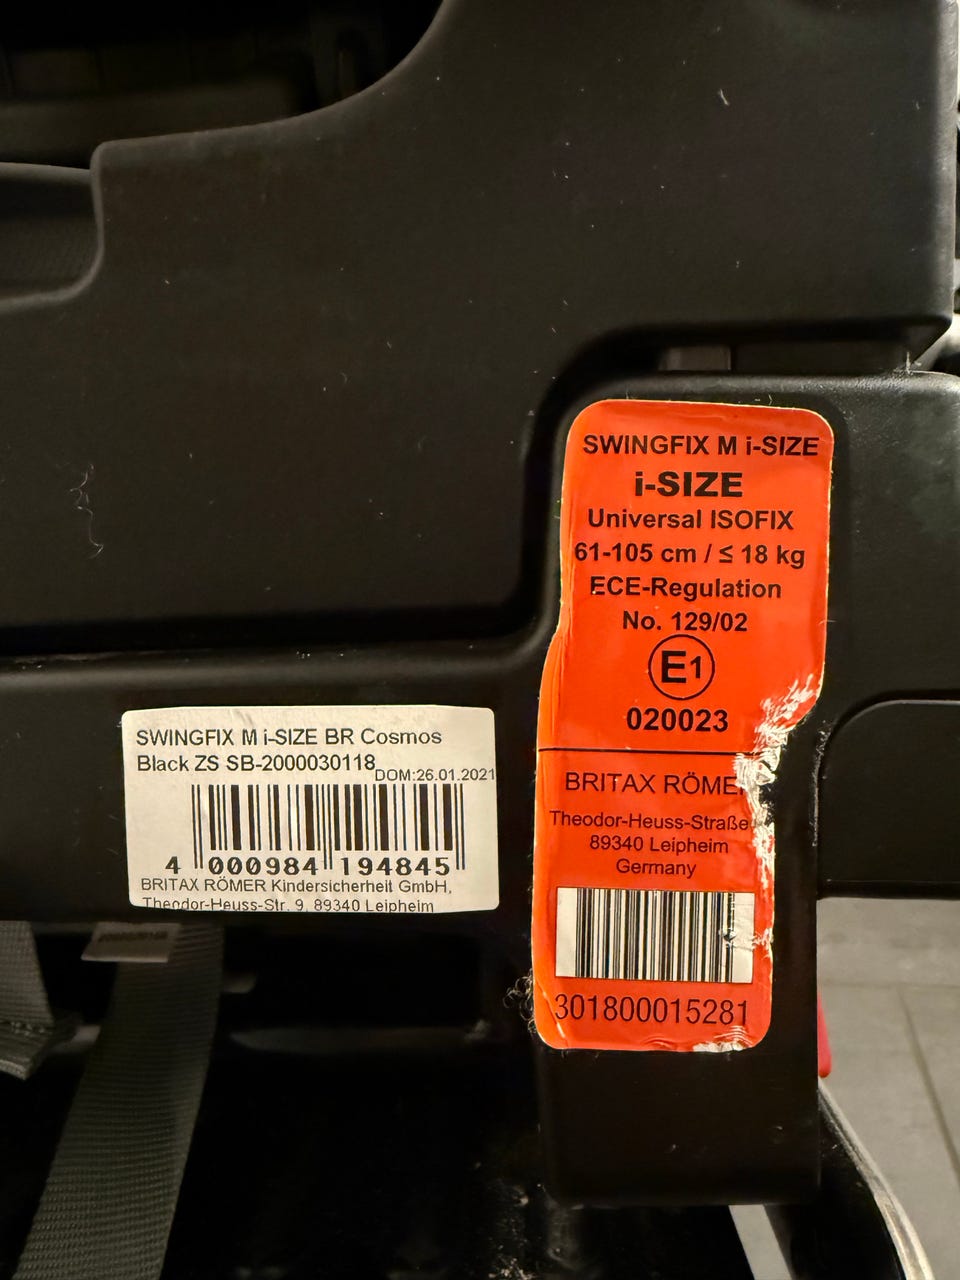 SWINGFIX M i-SIZE
i-SIZE
Universal ISOFIX
61-105 cm / ≤ 18 kg
ECE-Regulation
No. 129/02
E1
020023
BRITAX RÖME
Theodor-Heuss-Straße
89340 Leipheim
Germany
301800015281
SWINGFIX M i-SIZE BR Cosmos
Black ZS SB-2000030118
DOM:26.01.2021
4 000984 194845
BRITAX RÖMER Kindersicherheit GmbH,
Theodor-Heuss-Str. 9, 89340 Leipheim